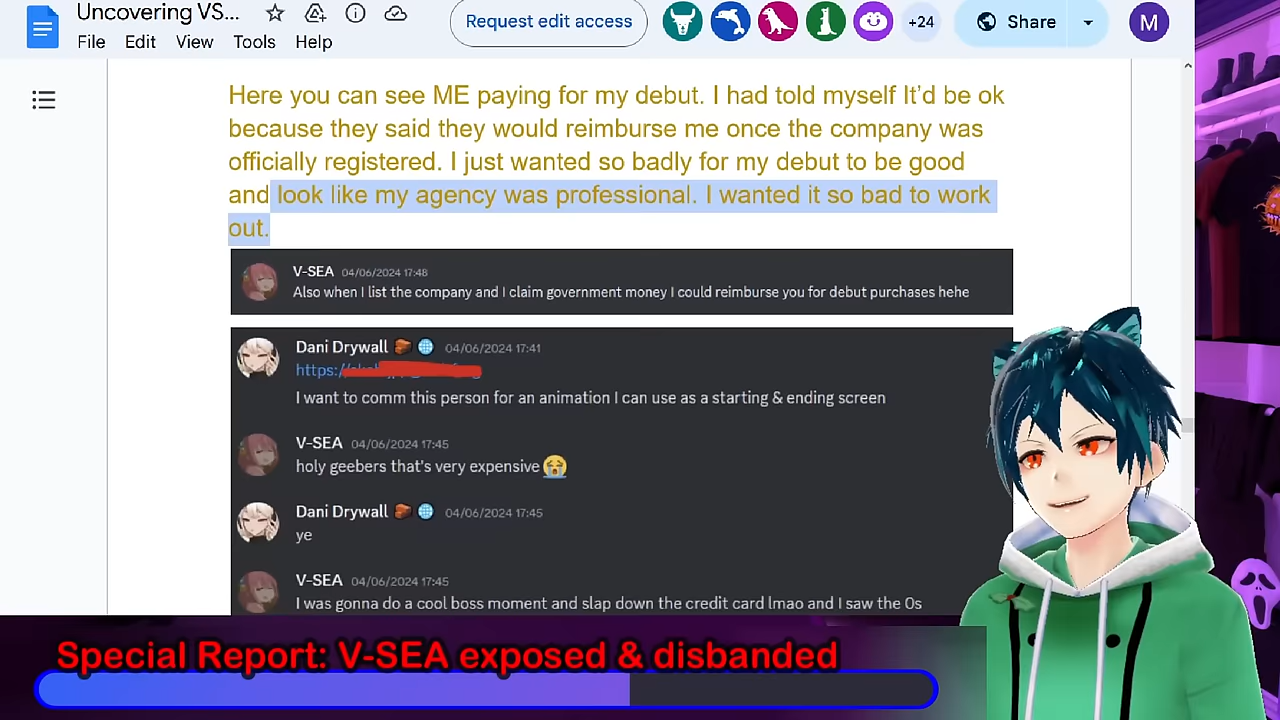 Uncovering VS...
Request edit access
+24
Share
M
File Edit View Tools Help
Here you can see ME paying for my debut. I had told myself It'd be ok
because they said they would reimburse me once the company was
officially registered. I just wanted so badly for my debut to be good
and look like my agency was professional. I wanted it so bad to work
out.
V-SEA 04/06/2024 17:48
Also when I list the company and I claim government money I could reimburse you for debut purchases hehe
Dani Drywall 04/06/2024 17:41
https:/
I want to comm this person for an animation I can use as a starting & ending screen
V-SEA 04/06/2024 17:45
holy geebers that's very expensive 😭
Dani Drywall 04/06/2024 17:45
ye
V-SEA 04/06/2024 17:45
I was gonna do a cool boss moment and slap down the credit card lmao and I saw the 0s
Special Report: V-SEA exposed & disbanded